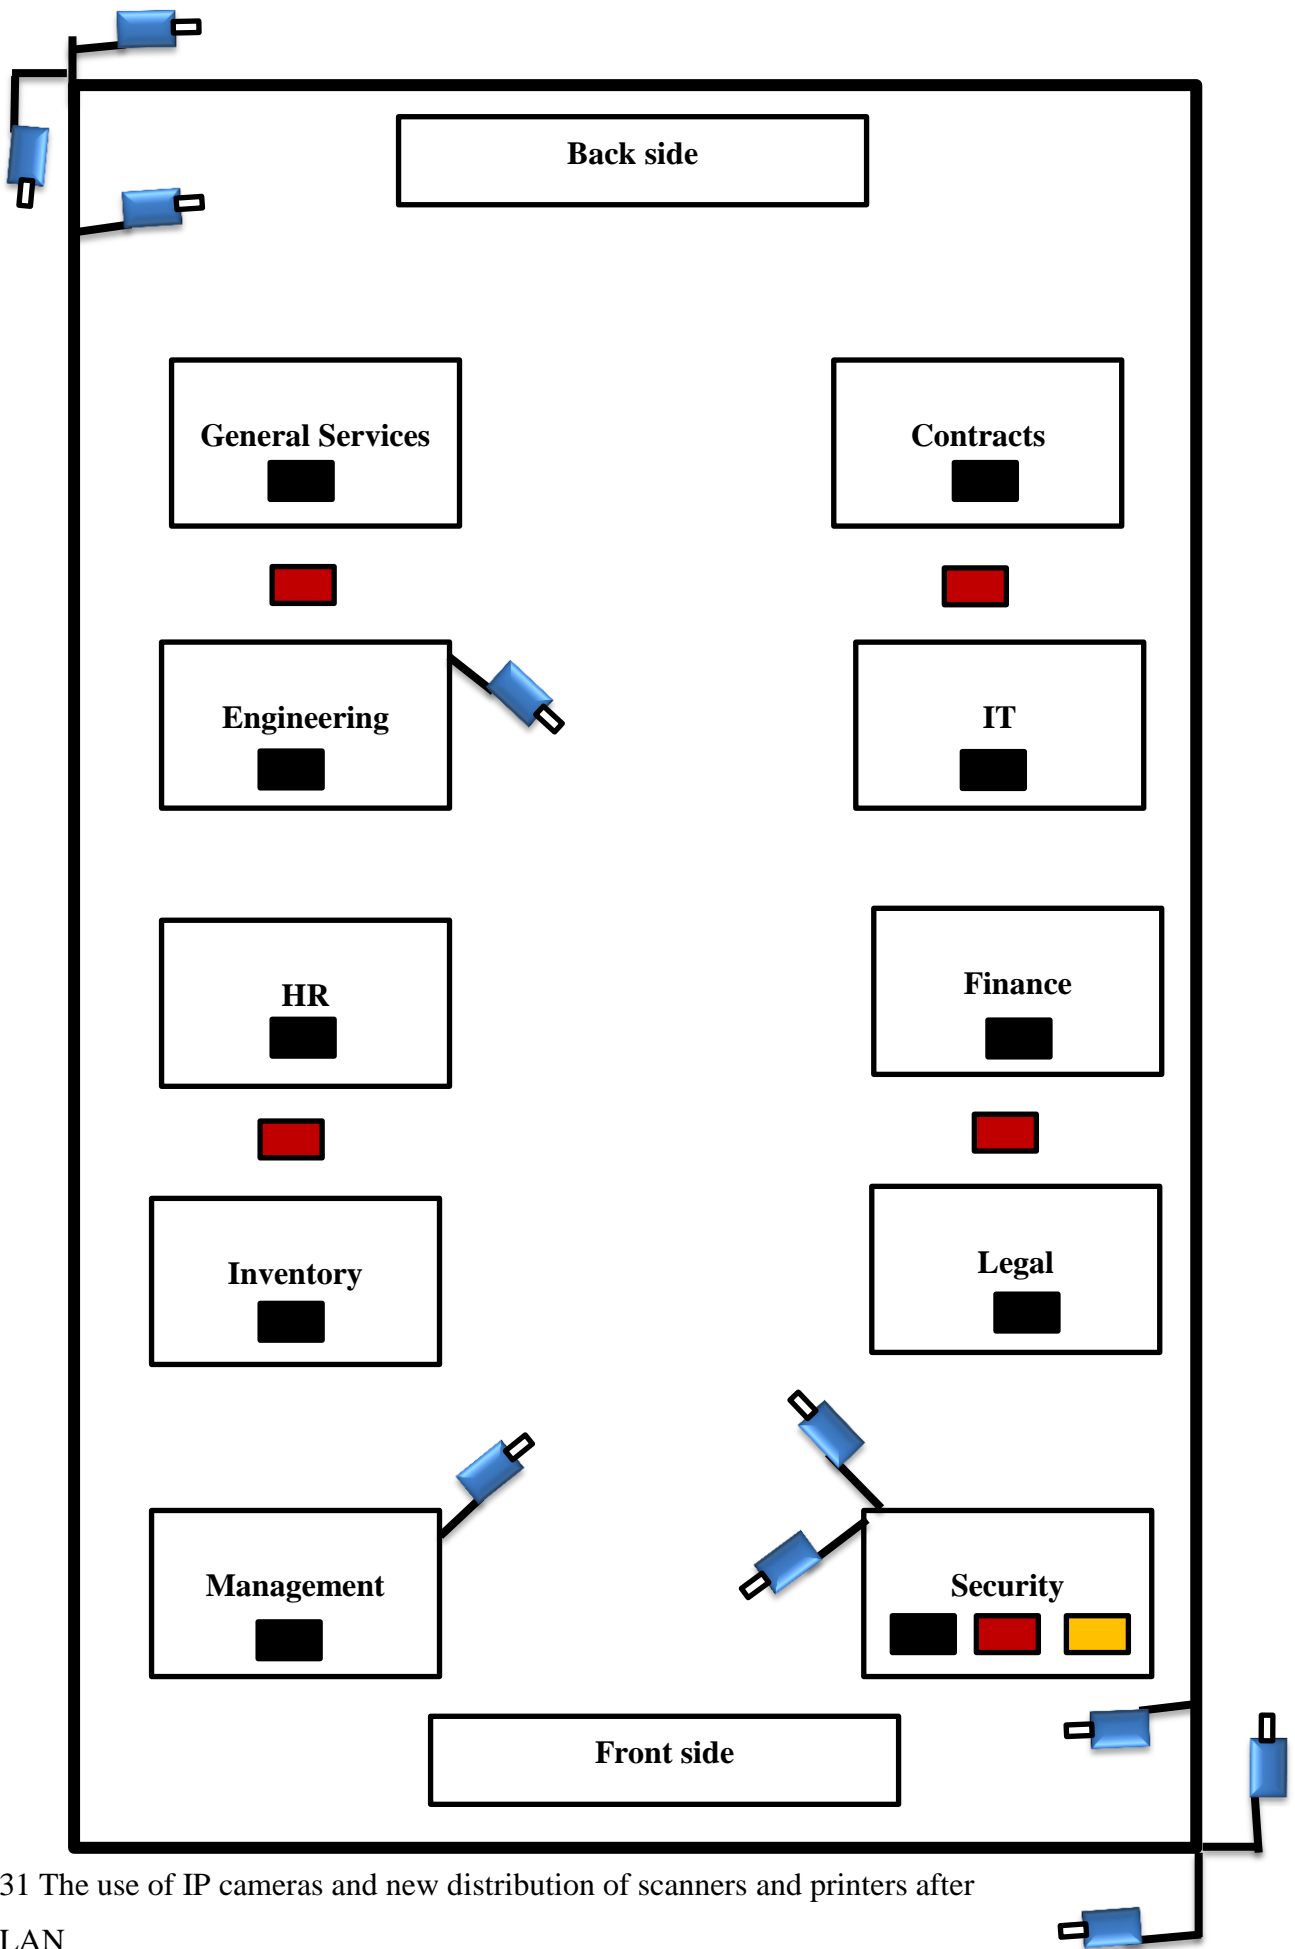 Back side
General Services
Contracts
Engineering
IT
HR
Finance
Inventory
Legal
Management
Security
Front side
31 The use of IP cameras and new distribution of scanners and printers after
LAN